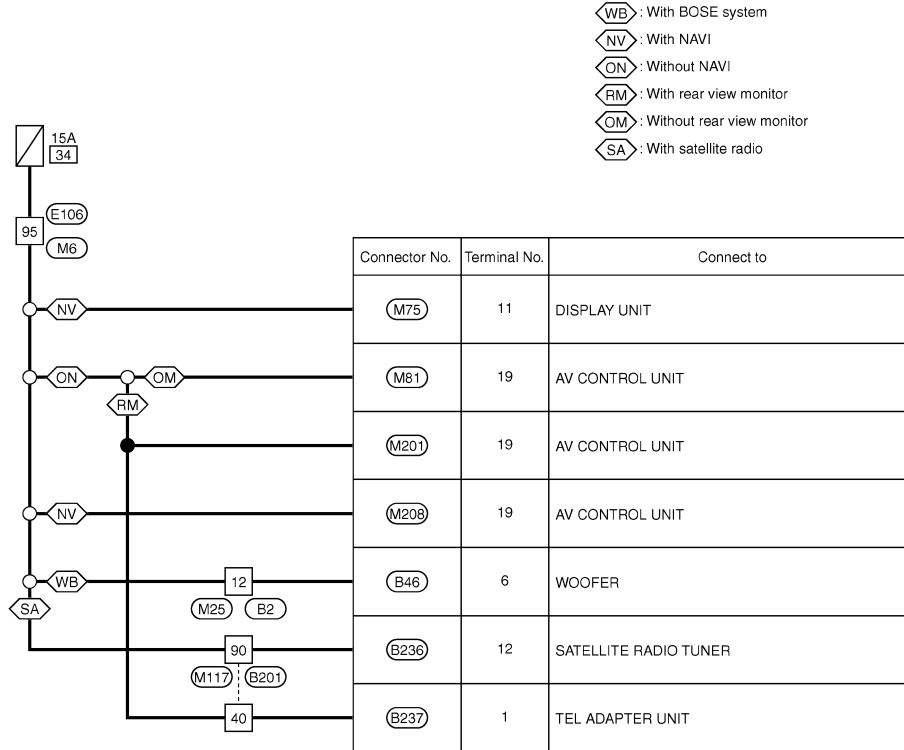 WB : With BOSE system
NV : With NAVI
ON : Without NAVI
RM : With rear view monitor
OM : Without rear view monitor
SA : With satellite radio
15A
34
E106
95
M6
Connector No. Terminal No. Connect to
NV M75 11 DISPLAY UNIT
ON OM M81 19 AV CONTROL UNIT
RM
M201 19 AV CONTROL UNIT
NV M208 19 AV CONTROL UNIT
WB 12 B46 6 WOOFER
SA M25 B2
90 B236 12 SATELLITE RADIO TUNER
M117 B201
40 B237 1 TEL ADAPTER UNIT